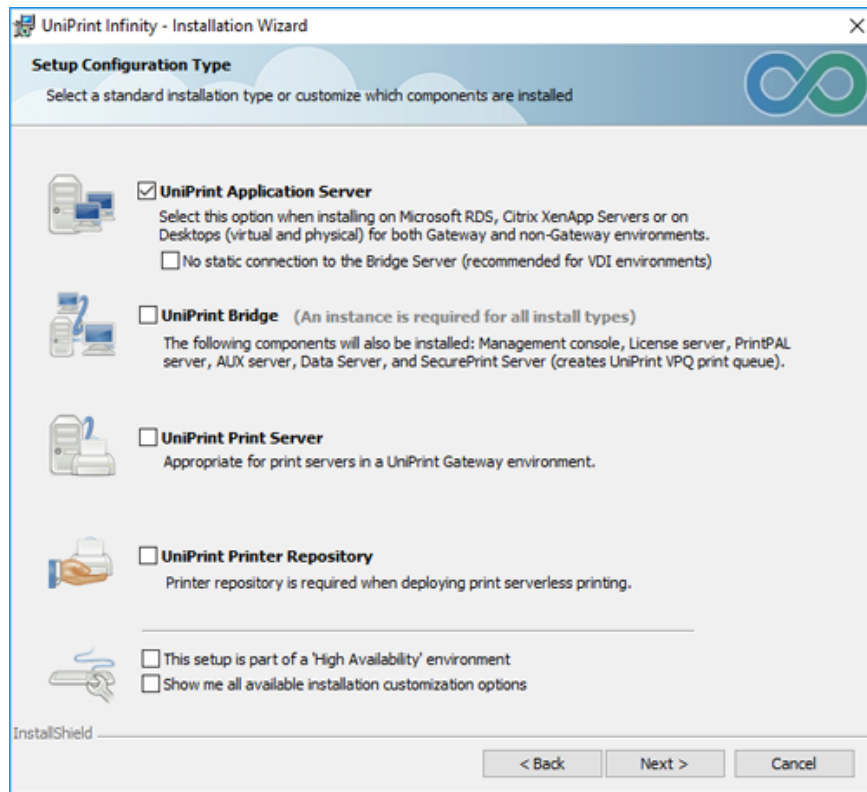 UniPrint Infinity - Installation Wizard
Setup Configuration Type
Select a standard installation type or customize which components are installed
UniPrint Application Server
Select this option when installing on Microsoft RDS, Citrix XenApp Servers or on
Desktops (virtual and physical) for both Gateway and non-Gateway environments.
No static connection to the Bridge Server (recommended for VDI environments)
UniPrint Bridge (An instance is required for all install types)
The following components will also be installed: Management console, License server, PrintPAL
server, AUX server, Data Server, and SecurePrint Server (creates UniPrint VPQ print queue).
UniPrint Print Server
Appropriate for print servers in a UniPrint Gateway environment.
UniPrint Printer Repository
Printer repository is required when deploying print serverless printing.
This setup is part of a 'High Availability' environment
Show me all available installation customization options
InstallShield
< Back Next > Cancel